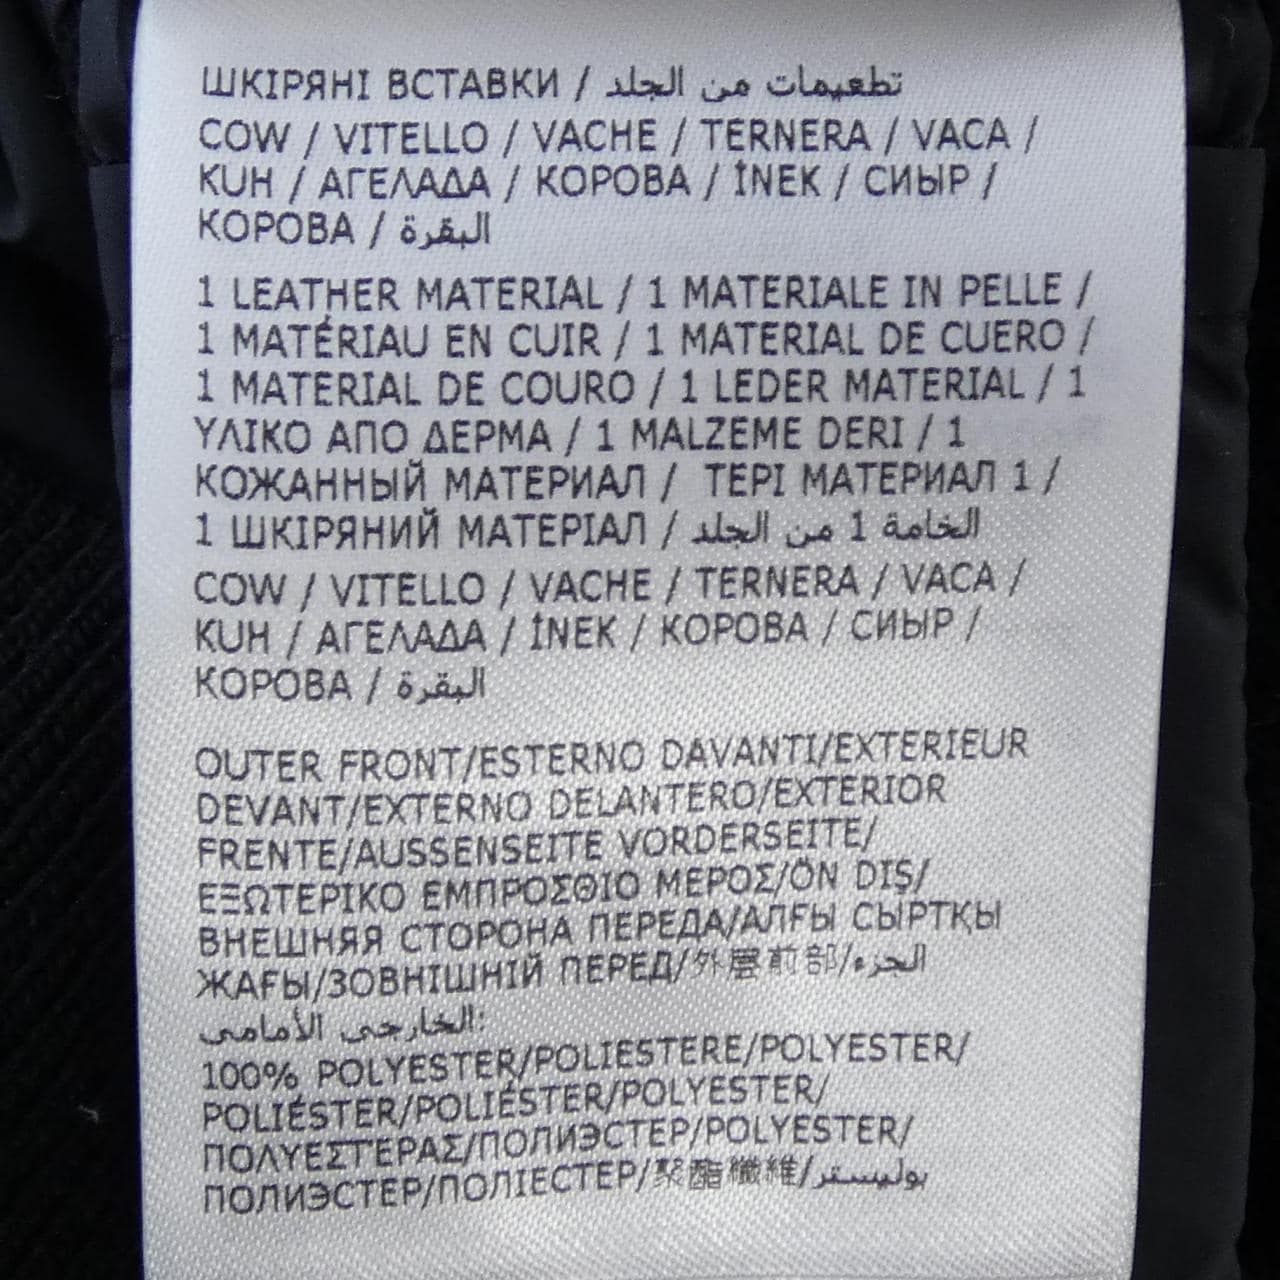 ШКІРЯНІ ВСТАВКИ / تطعيمات من الجلد
COW / VITELLO / VACHE / TERNERA / VACA /
KUH / ΑΓΕΛΑΔΑ / КОРОВА / İNEK / СИЫР /
КОРОВА / البقرة
1 LEATHER MATERIAL / 1 MATERIALE IN PELLE /
1 MATÉRIAU EN CUIR / 1 MATERIAL DE CUERO /
1 MATERIAL DE COURO / 1 LEDER MATERIAL / 1
ΥΛΙΚΟ ΑΠΟ ΔΕΡΜΑ / 1 MALZEME DERI / 1
КОЖАННЫЙ МАТЕРИАЛ / ТЕРІ МАТЕРИАЛ 1 /
1 ШКІРЯНИЙ МАТЕРІАЛ / الخامة 1 من الجلد
COW / VITELLO / VACHE / TERNERA / VACA /
KUH / ΑΓΕΛΑΔΑ / İNEK / КОРОВА / СИЫР /
КОРОВА / البقرة
OUTER FRONT/ESTERNO DAVANTI/EXTERIEUR
DEVANT/EXTERNO DELANTERO/EXTERIOR
FRENTE/AUSSENSEITE VORDERSEITE/
ΕΞΩΤΕΡΙΚΟ ΕΜΠΡΟΣΘΙΟ ΜΕΡΟΣ/ÖN DIŞ/
ВНЕШНЯЯ СТОРОНА ПЕРЕДА/АЛҒЫ СЫРТҚЫ
ЖАҒЫ/ЗОВНІШНІЙ ПЕРЕД/外層前部/الجزء
الخارجي الأمامي:
100% POLYESTER/POLIESTERE/POLYESTER/
POLIÉSTER/POLIÉSTER/POLYESTER/
ΠΟΛΥΕΣΤΕΡΑΣ/ПОЛИЭСТЕР/POLYESTER/
ПОЛИЭСТЕР/ПОЛІЕСТЕР/聚酯纖維/بوليستر